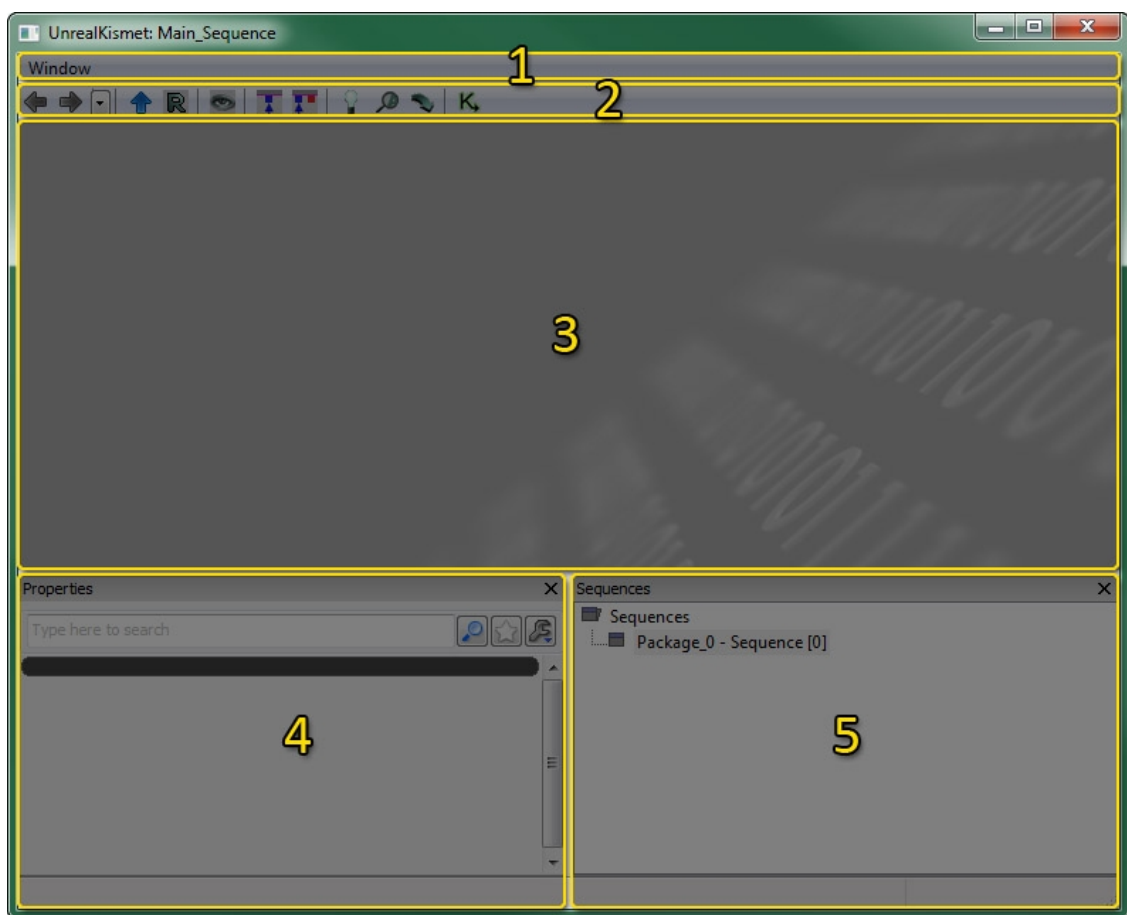 UnrealKismet: Main_Sequence
Window
1
R
K
2
3
Properties
Type here to search
4
Sequences
Sequences
Package_0 - Sequence [0]
5